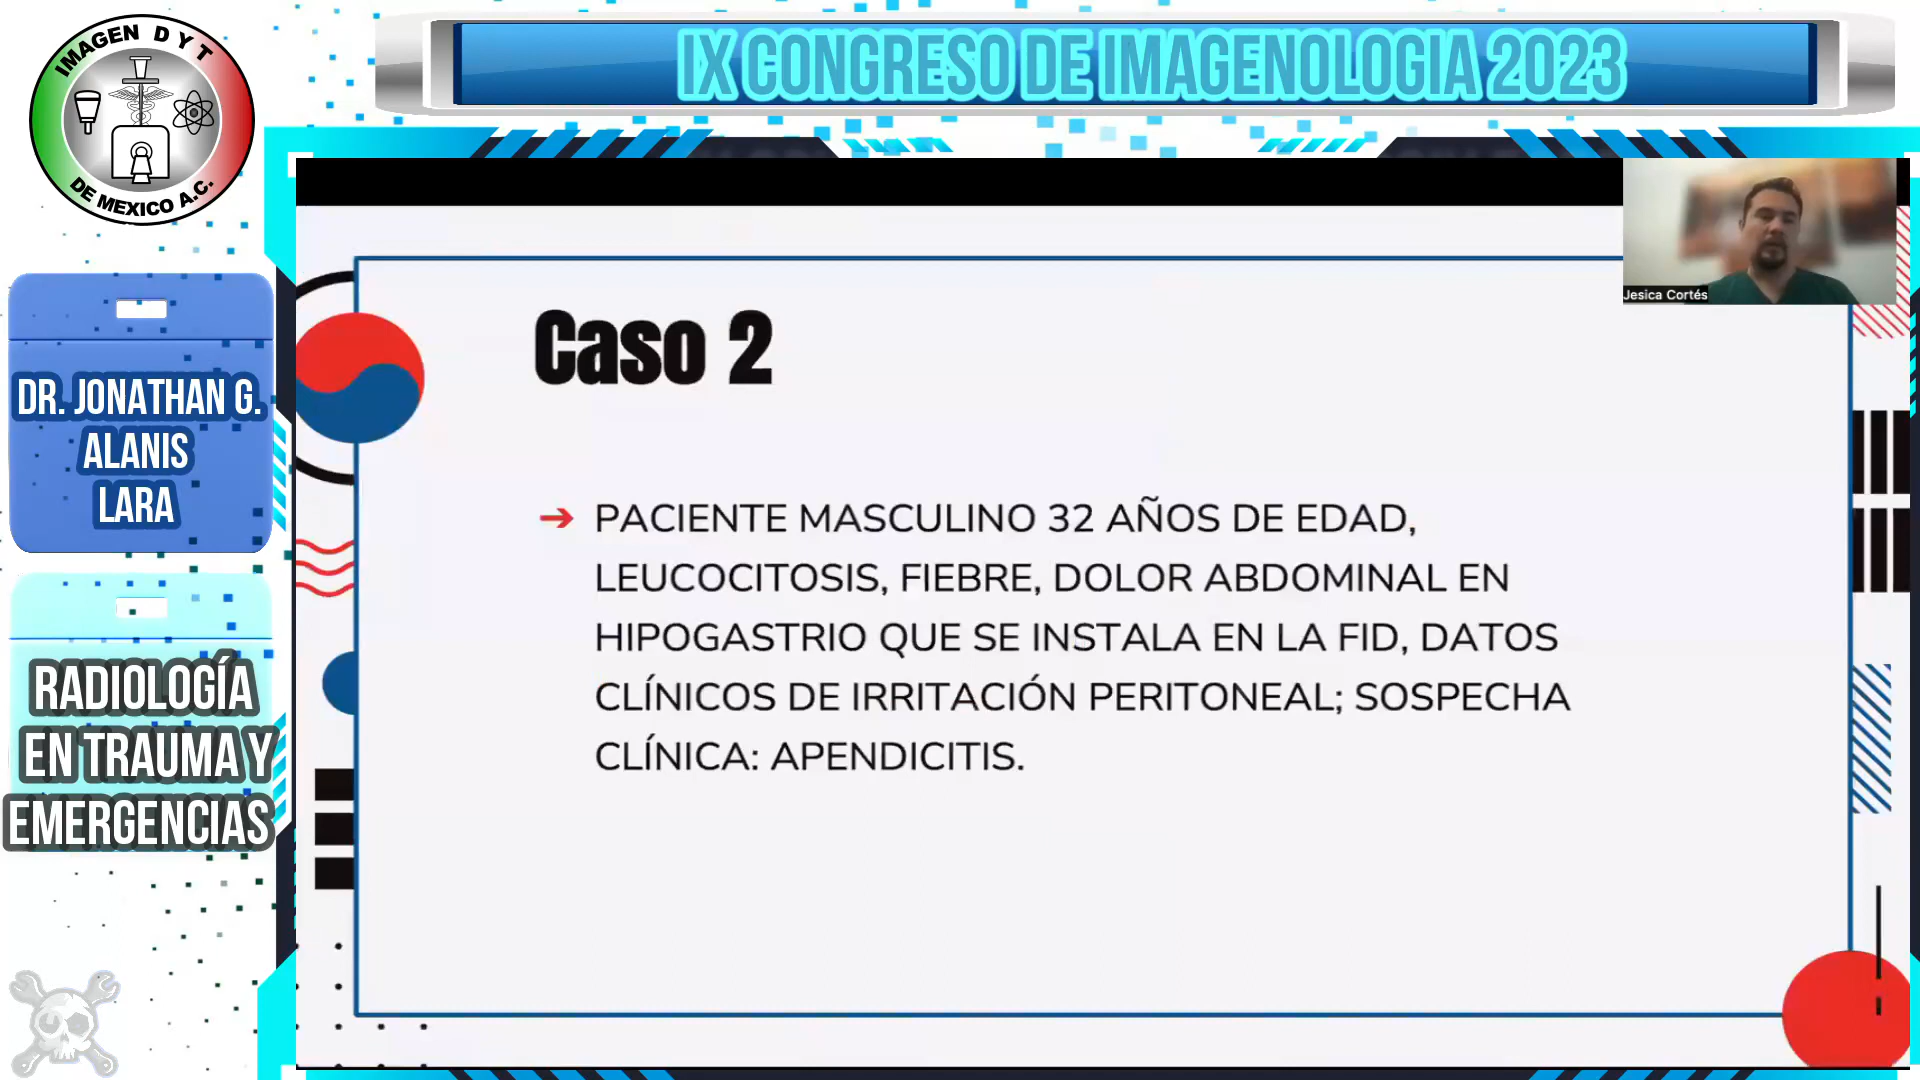 IMAGEN D Y T
DE MEXICO A.C.
IX CONGRESO DE IMAGENOLOGIA 2023
Jesica Cortés
DR. JONATHAN G.
ALANIS
LARA
RADIOLOGÍA
EN TRAUMA Y
EMERGENCIAS
Caso 2
➔ PACIENTE MASCULINO 32 AÑOS DE EDAD,
LEUCOCITOSIS, FIEBRE, DOLOR ABDOMINAL EN
HIPOGASTRIO QUE SE INSTALA EN LA FID, DATOS
CLÍNICOS DE IRRITACIÓN PERITONEAL; SOSPECHA
CLÍNICA: APENDICITIS.